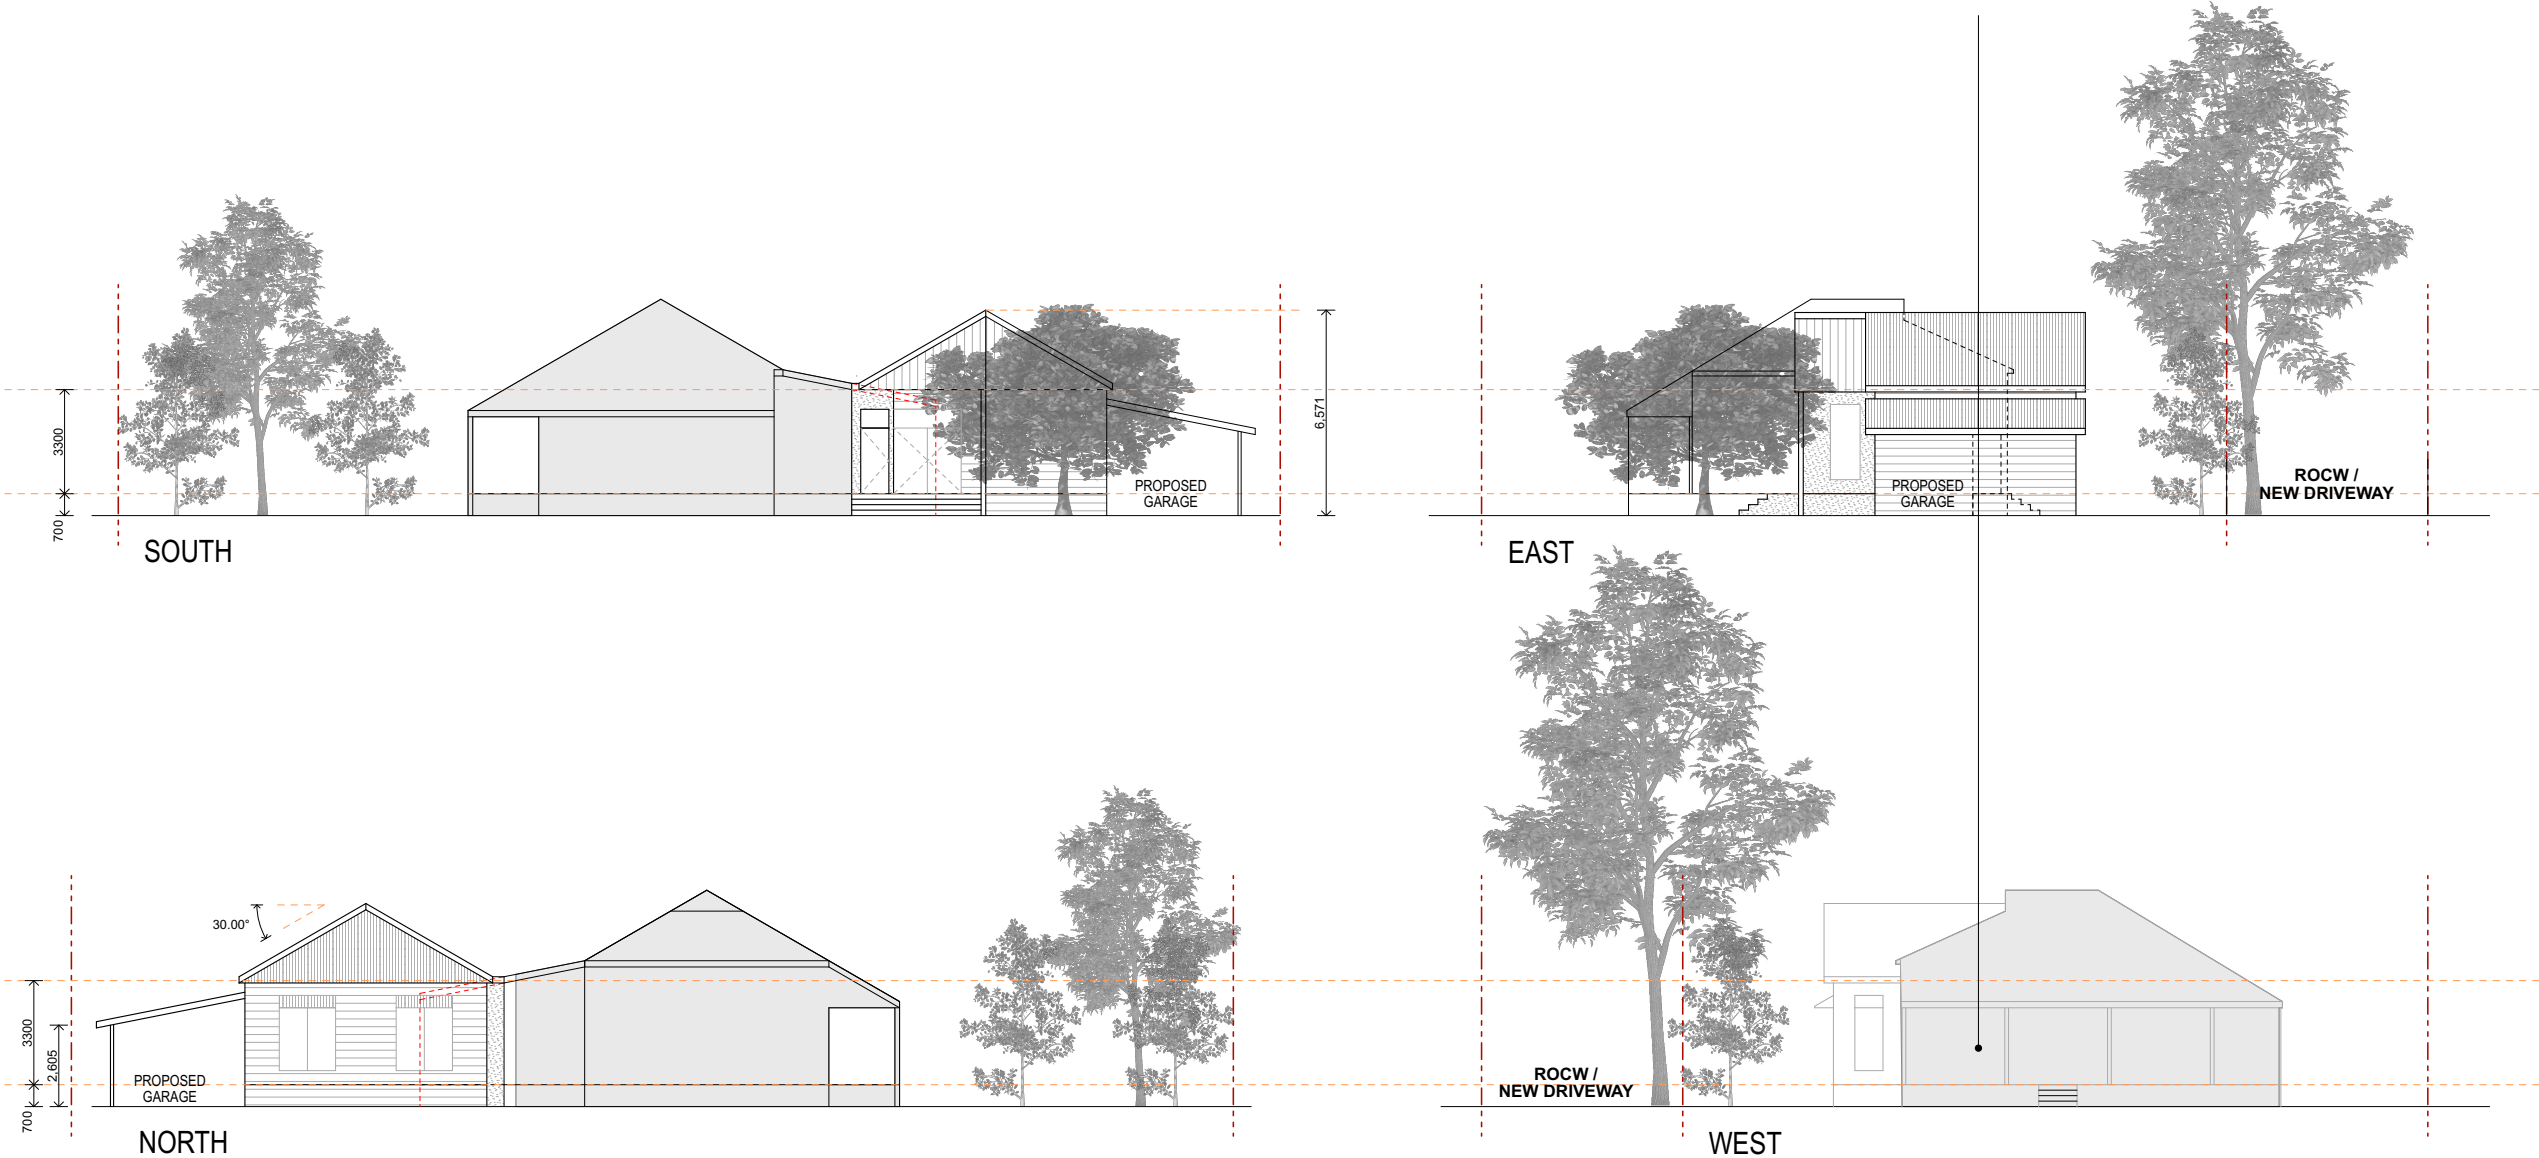 3300
700
6,571
PROPOSED
GARAGE
SOUTH
PROPOSED
GARAGE
ROCW /
NEW DRIVEWAY
EAST
30.00°
3300
2,605
700
PROPOSED
GARAGE
NORTH
ROCW /
NEW DRIVEWAY
WEST